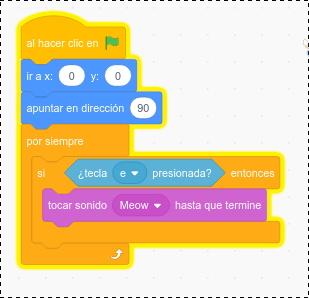 al hacer clic en
ir a x: 0 y: 0
apuntar en dirección 90
por siempre
si ¿tecla e presionada? entonces
tocar sonido Meow hasta que termine